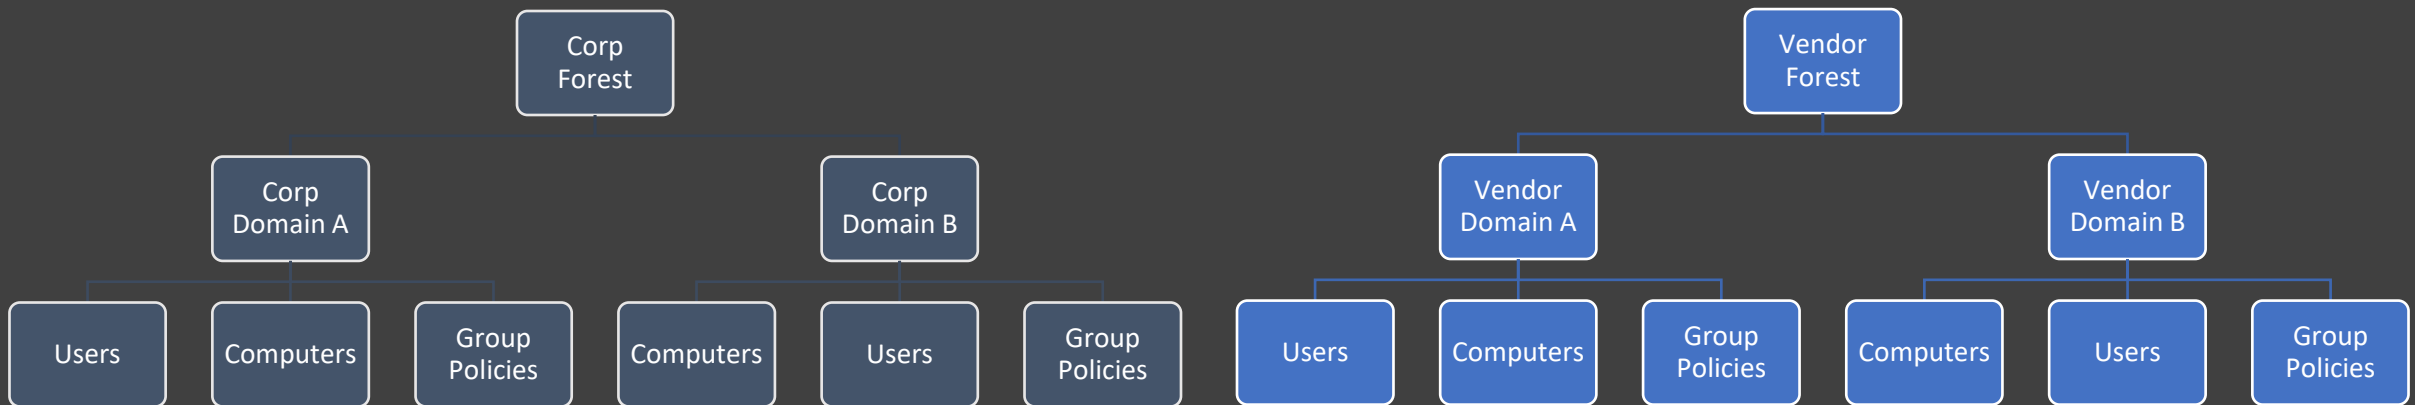 Corp
Forest
Vendor
Forest
Corp
Domain A
Corp
Domain B
Vendor
Domain A
Vendor
Domain B
Users
Computers
Group
Policies
Computers
Users
Group
Policies
Users
Computers
Group
Policies
Computers
Users
Group
Policies